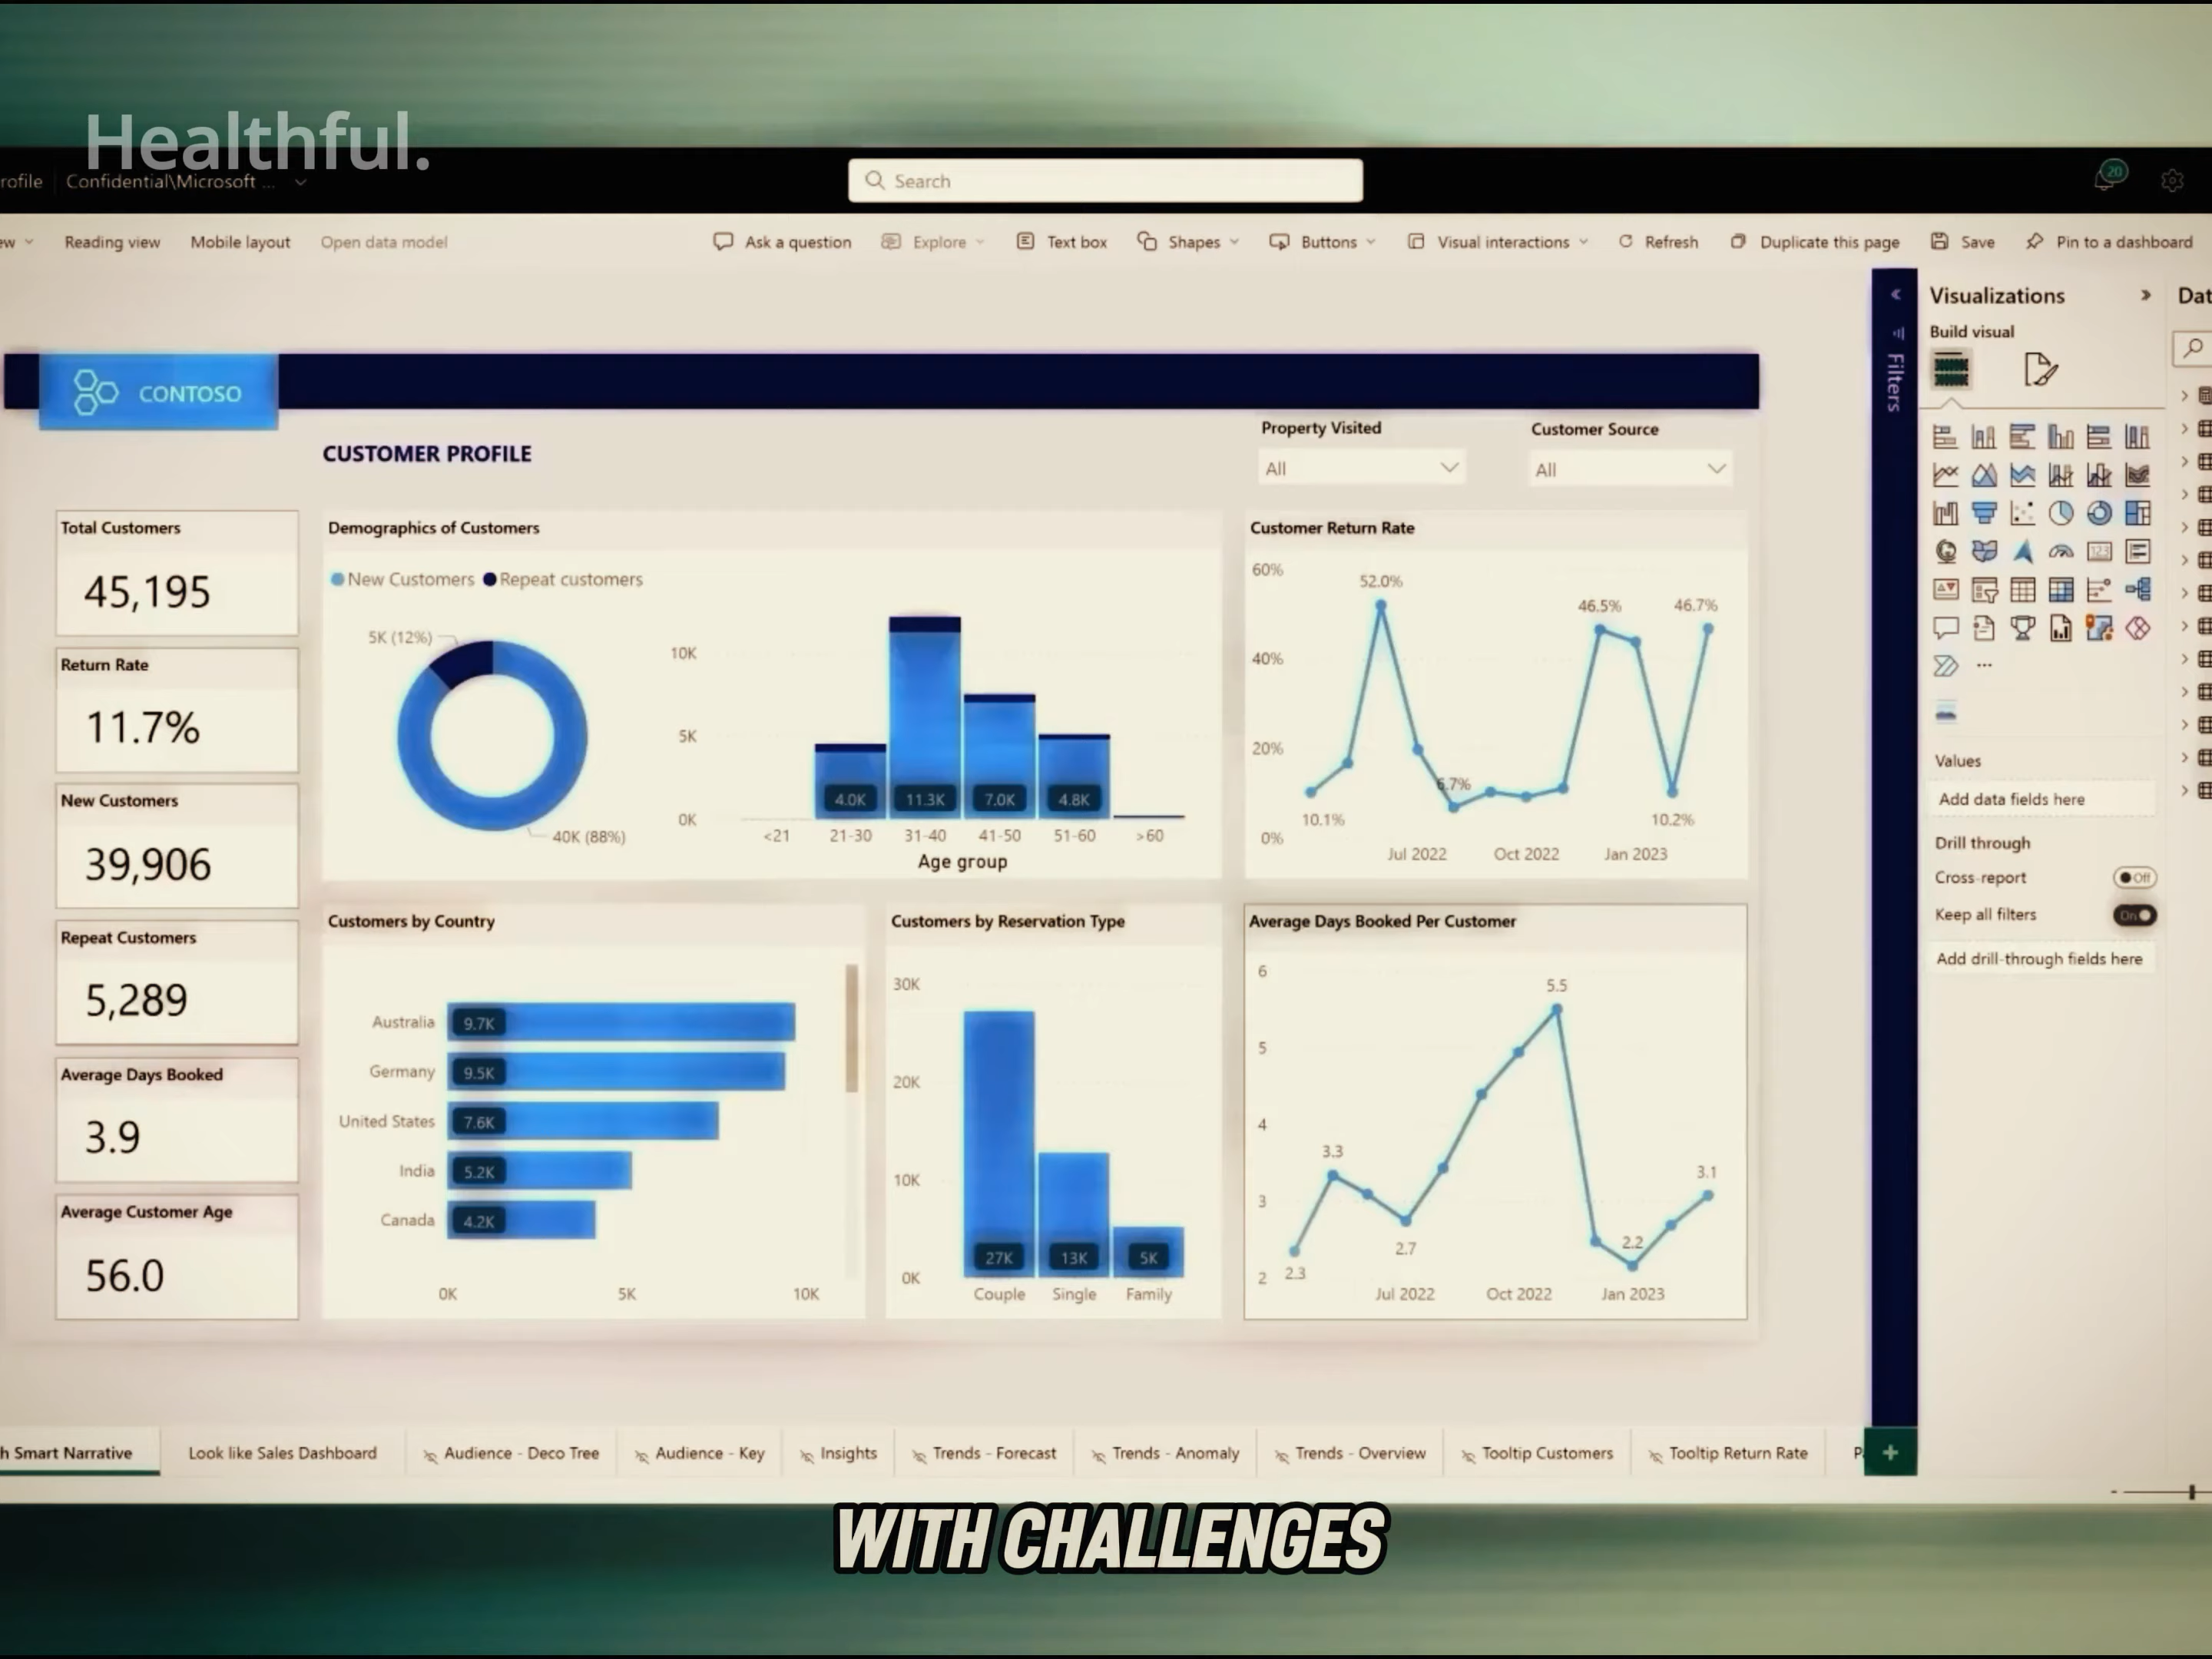 Healthful.
Confidential\Microsoft ...
Search
20
Reading view
Mobile layout
Open data model
Ask a question
Explore
Text box
Shapes
Buttons
Visual interactions
Refresh
Duplicate this page
Save
Pin to a dashboard
CONTOSO
CUSTOMER PROFILE
Property Visited
All
Customer Source
All
Total Customers
45,195
Return Rate
11.7%
New Customers
39,906
Repeat Customers
5,289
Average Days Booked
3.9
Average Customer Age
56.0
Demographics of Customers
New Customers Repeat customers
5K (12%)
40K (88%)
10K
5K
0K
4.0K 11.3K 7.0K 4.8K
<21 21-30 31-40 41-50 51-60 >60
Age group
Customer Return Rate
60%
40%
20%
0%
52.0%
46.5%
46.7%
6.7%
10.1%
10.2%
Jul 2022 Oct 2022 Jan 2023
Customers by Country
Australia 9.7K
Germany 9.5K
United States 7.6K
India 5.2K
Canada 4.2K
0K 5K 10K
Customers by Reservation Type
30K
20K
10K
0K
27K 13K 5K
Couple Single Family
Average Days Booked Per Customer
6
5
4
3
2
5.5
3.3
3.1
2.7
2.2
2.3
Jul 2022 Oct 2022 Jan 2023
Filters
Visualizations
Build visual
123
Values
Add data fields here
Drill through
Cross-report
Off
Keep all filters
On
Add drill-through fields here
Smart Narrative
Look like Sales Dashboard
Audience - Deco Tree
Audience - Key
Insights
Trends - Forecast
Trends - Anomaly
Trends - Overview
Tooltip Customers
Tooltip Return Rate
WITH CHALLENGES